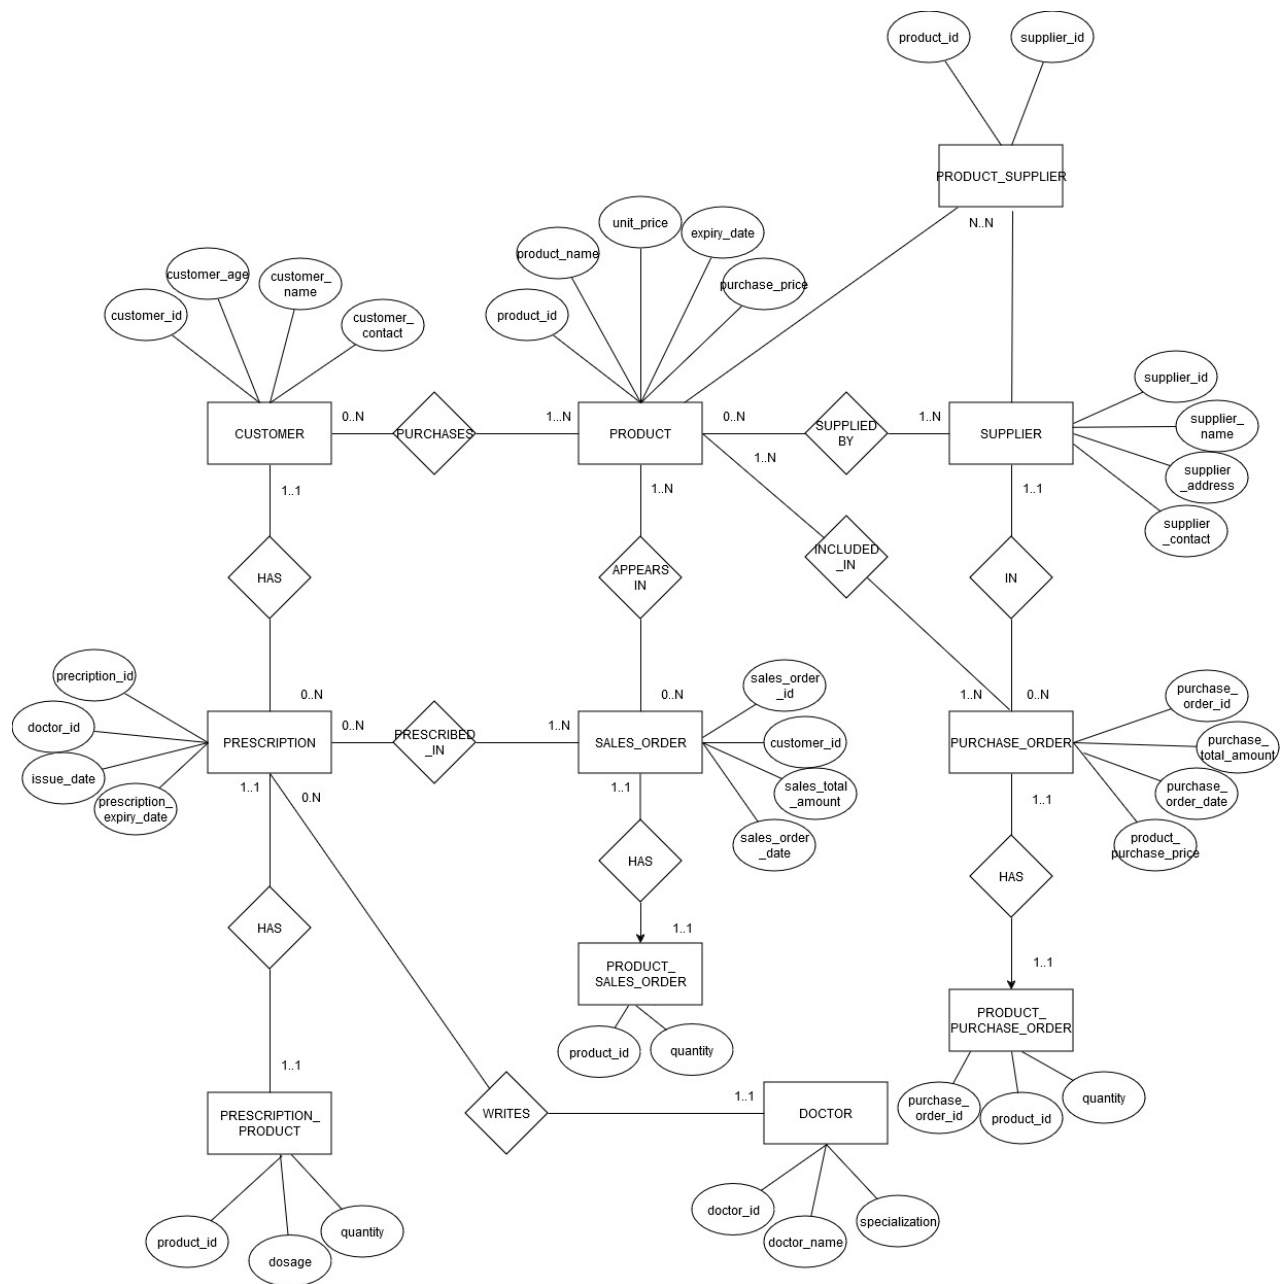 product_id
supplier_id
PRODUCT_SUPPLIER
N..N
unit_price
expiry_date
product_name
purchase_price
product_id
customer_age
customer_
name
customer_id
customer_
contact
supplier_id
supplier_
name
supplier
_address
supplier
_contact
CUSTOMER
0..N
PURCHASES
1...N
PRODUCT
0..N
1..N
SUPPLIED
BY
1..N
SUPPLIER
1..1
1..N
1..1
HAS
APPEARS
IN
INCLUDED
_IN
IN
precription_id
doctor_id
issue_date
prescription_
expiry_date
0..N
0..N
PRESCRIPTION
PRESCRIBED
_IN
1..N
0..N
SALES_ORDER
sales_order
_id
customer_id
sales_total
_amount
sales_order
_date
1..N
0..N
PURCHASE_ORDER
purchase_
order_id
purchase_
total_amount
purchase_
order_date
product_
purchase_price
1..1
0..N
1..1
1..1
HAS
HAS
HAS
1..1
PRODUCT_
SALES_ORDER
product_id
quantity
1..1
PRODUCT_
PURCHASE_ORDER
purchase_
order_id
product_id
quantity
1..1
PRESCRIPTION_
PRODUCT
product_id
dosage
quantity
WRITES
1..1
DOCTOR
doctor_id
doctor_name
specialization